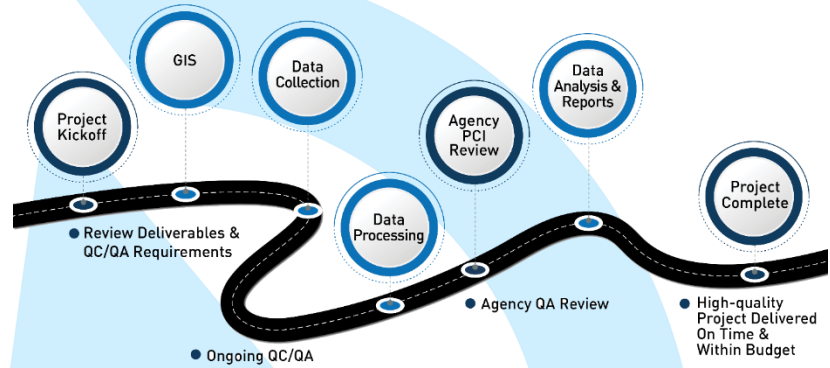 Project
Kickoff
GIS
Data
Collection
Data
Processing
Agency
PCI
Review
Data
Analysis &
Reports
Project
Complete
• Review Deliverables &
QC/QA Requirements
• Ongoing QC/QA
• Agency QA Review
• High-quality
Project Delivered
On Time &
Within Budget